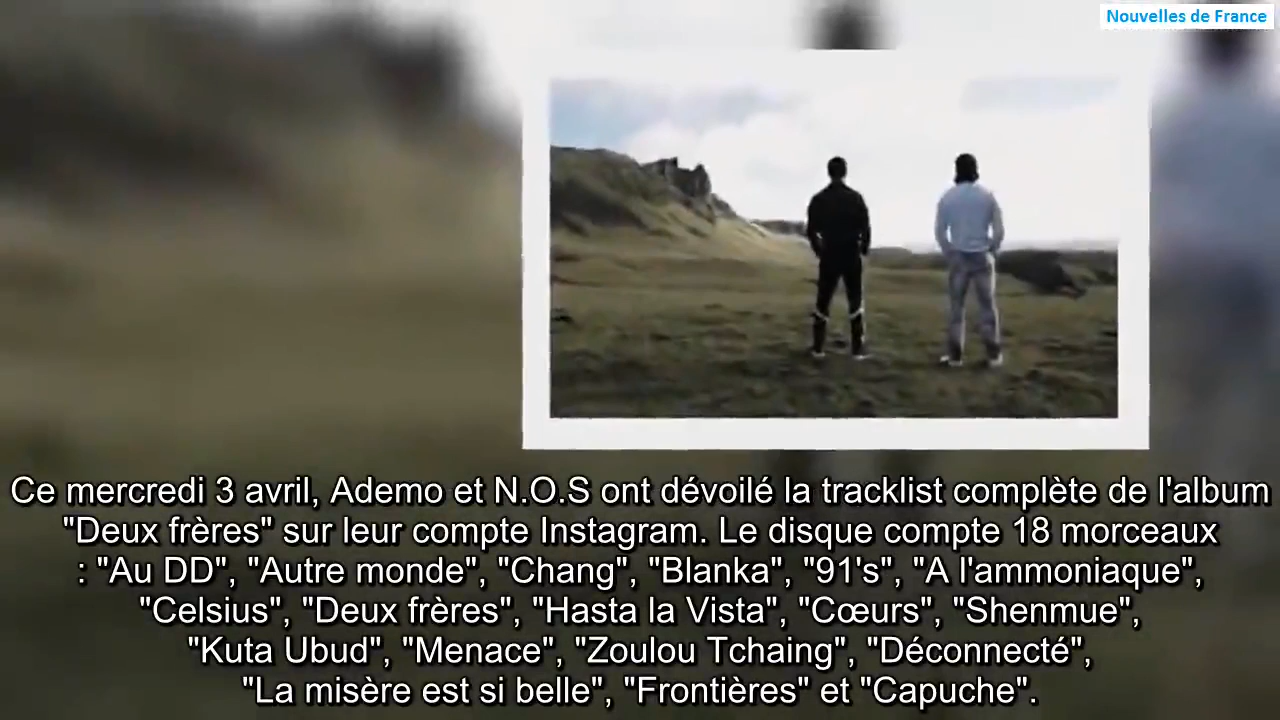 Nouvelles de France
Ce mercredi 3 avril, Ademo et N.O.S ont dévoilé la tracklist complète de l'album
"Deux frères" sur leur compte Instagram. Le disque compte 18 morceaux
: "Au DD", "Autre monde", "Chang", "Blanka", "91's", "A l'ammoniaque",
"Celsius", "Deux frères", "Hasta la Vista", "Cœurs", "Shenmue",
"Kuta Ubud", "Menace", "Zoulou Tchaing", "Déconnecté",
"La misère est si belle", "Frontières" et "Capuche".